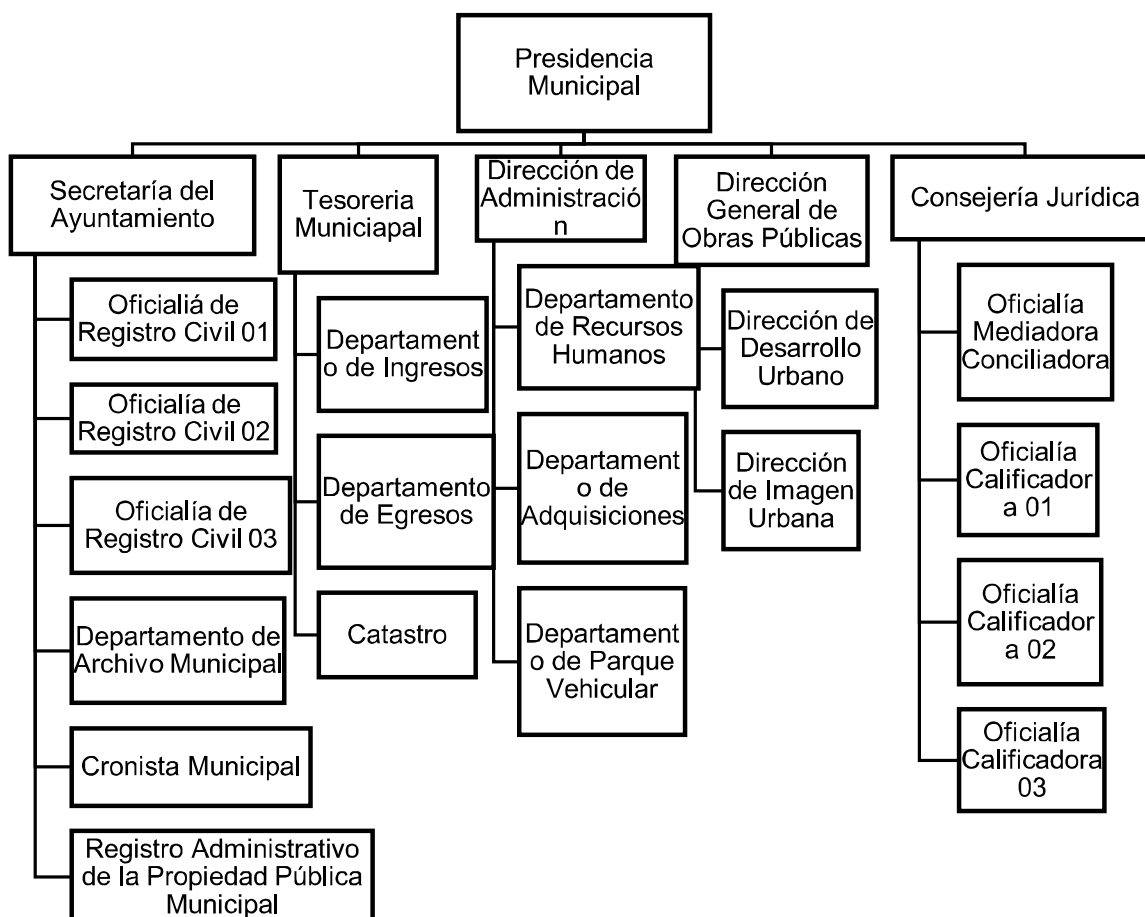 Presidencia
Municipal
Secretaría del
Ayuntamiento
Oficialiá de
Registro Civil 01
Oficialía de
Registro Civil 02
Oficialía de
Registro Civil 03
Departamento de
Archivo Municipal
Cronista Municipal
Registro Administrativo
de la Propiedad Pública
Municipal
Tesoreria
Municiapal
Departament
o de Ingresos
Departamento
de Egresos
Catastro
Dirección de
Administració
n
Departamento
de Recursos
Humanos
Departament
o de
Adquisiciones
Departament
o de Parque
Vehicular
Dirección
General de
Obras Públicas
Dirección de
Desarrollo
Urbano
Dirección
de Imagen
Urbana
Consejería Jurídica
Oficialía
Mediadora
Conciliadora
Oficialía
Calificador
a 01
Oficialía
Calificador
a 02
Oficialía
Calificadora
03